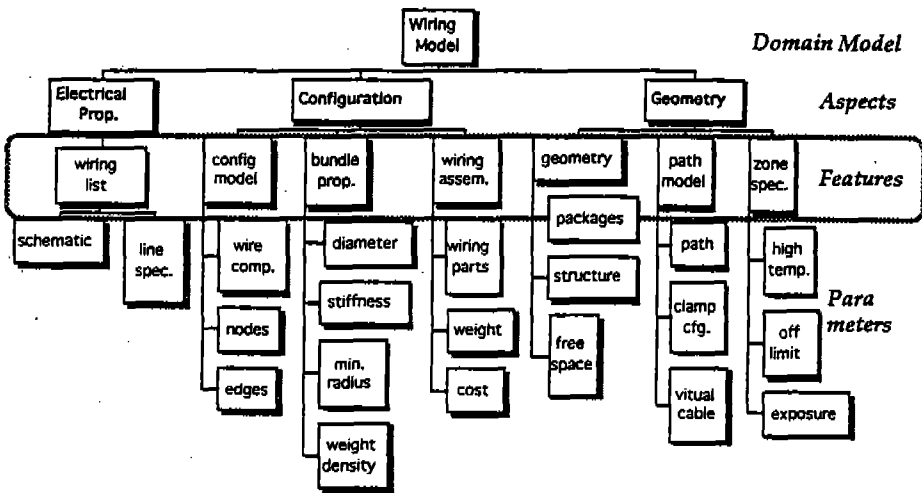 Wiring
Model
Domain Model
Electrical
Prop.
Configuration
Geometry
Aspects
wiring
list
config
model
bundle
prop.
wiring
assem.
geometry
path
model
zone
spec.
Features
schematic
line
spec.
wire
comp.
nodes
edges
diameter
stiffness
min.
radius
weight
density
wiring
parts
weight
cost
packages
structure
free
space
path
clamp
cfg.
vitual
cable
high
temp.
off
limit
exposure
Para
meters